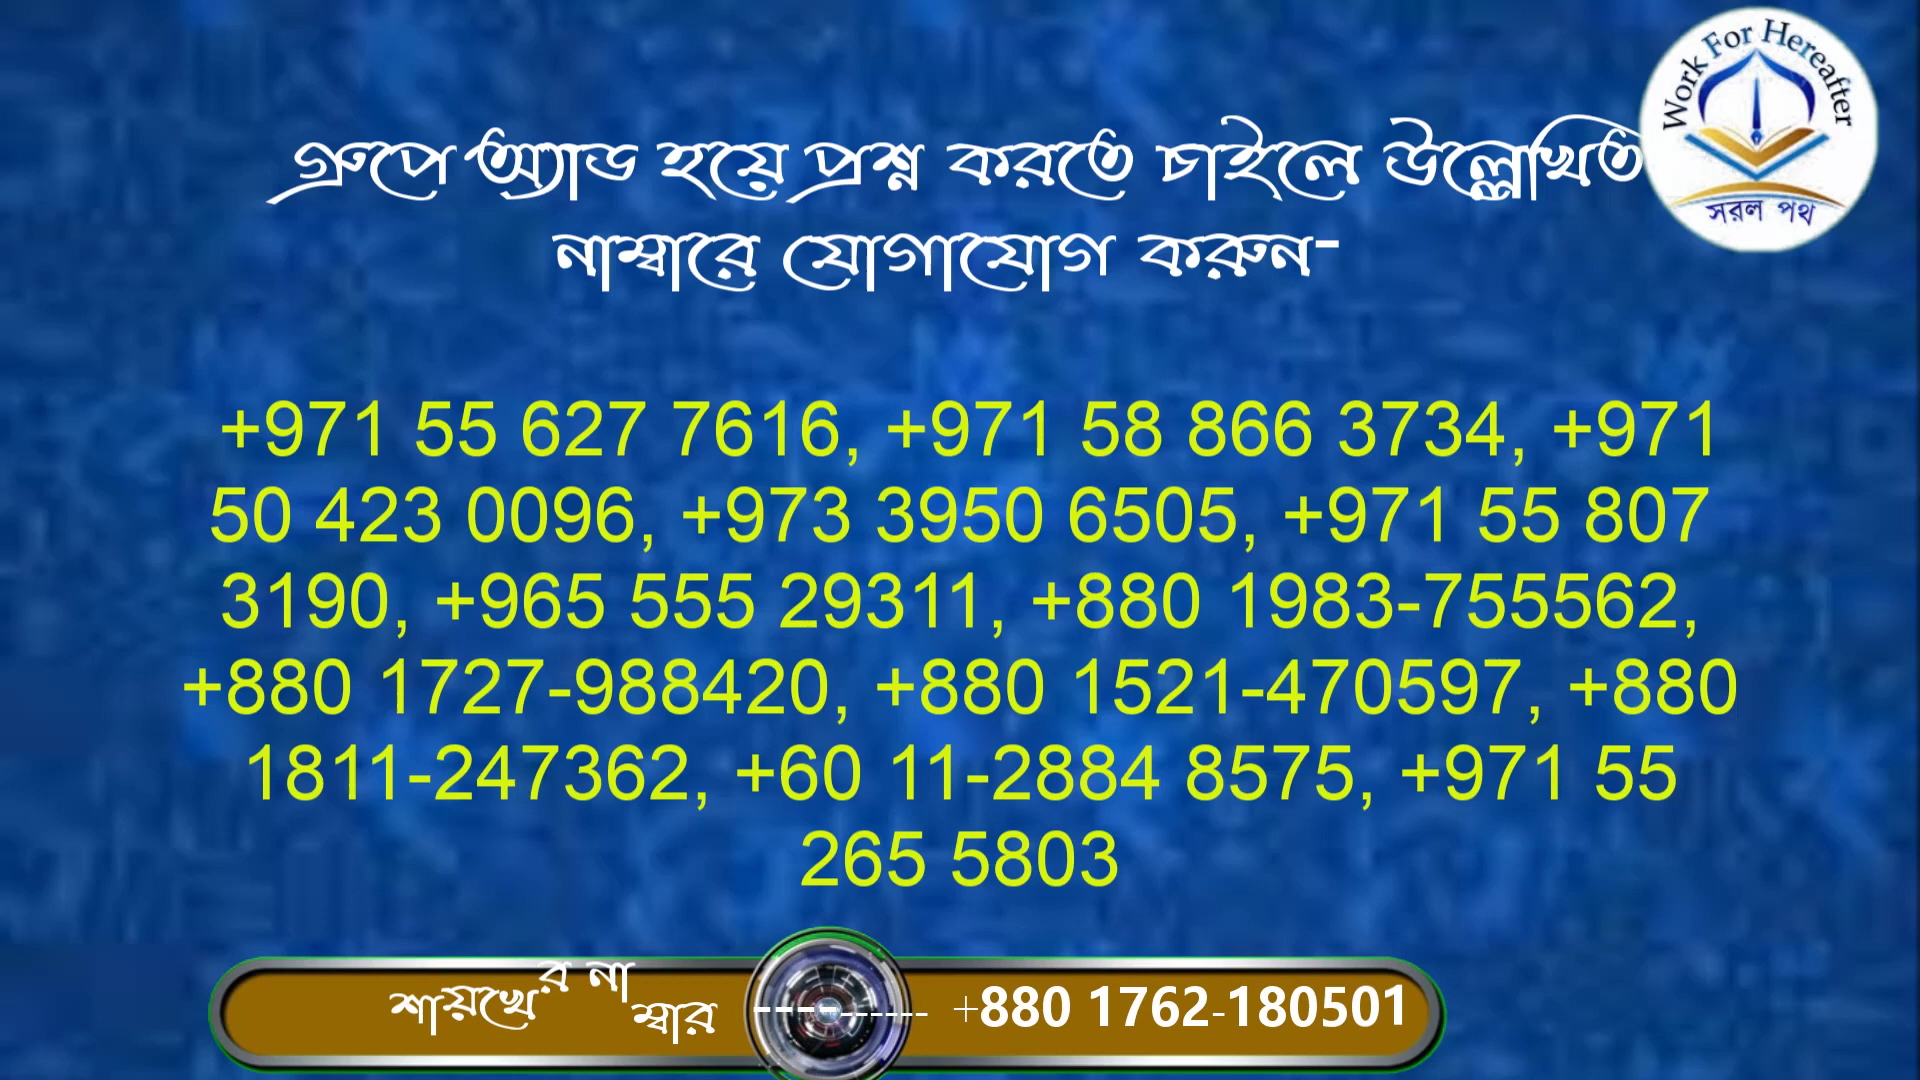 Work For Hereafter
সরল পথ
গ্রুপে অ্যাড হয়ে প্রশ্ন করতে চাইলে উল্লেখিত
নাম্বারে যোগাযোগ করুন-
+971 55 627 7616, +971 58 866 3734, +971
50 423 0096, +973 3950 6505, +971 55 807
3190, +965 555 29311, +880 1983-755562,
+880 1727-988420, +880 1521-470597, +880
1811-247362, +60 11-2884 8575, +971 55
265 5803
শায়খের নাম্বার ---------- +880 1762-180501